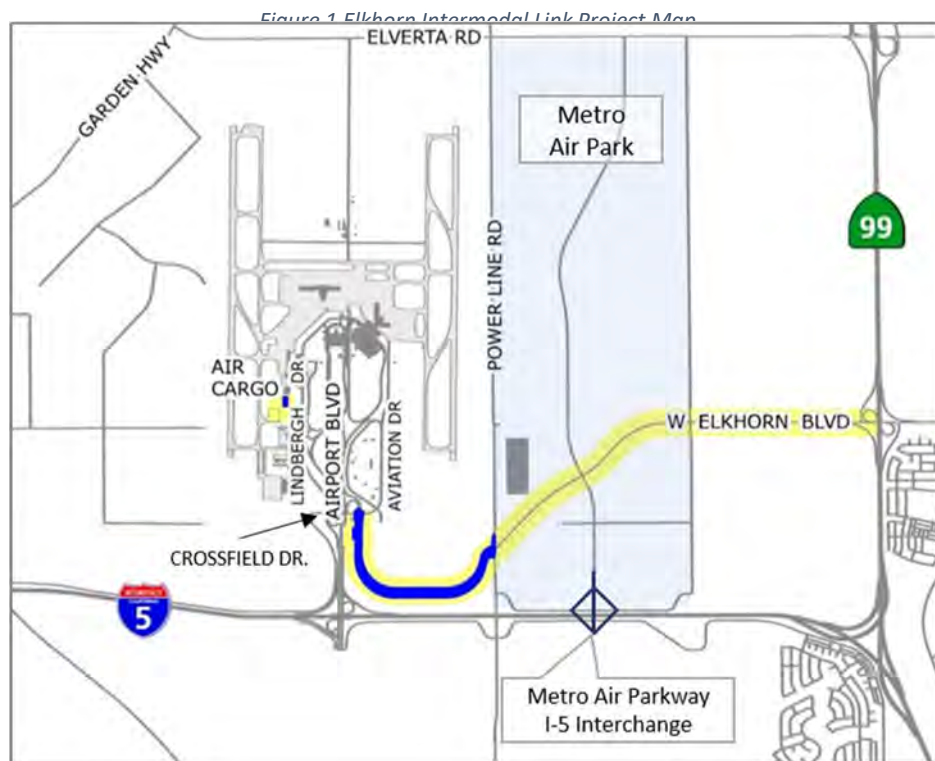 Figure 1 Elkhorn Intermodal Link Project Map
ELVERTA RD
GARDEN HWY
Metro
Air Park
99
POWER LINE RD
AIR
CARGO
LINDBERGH DR
AIRPORT BLVD
AVIATION DR
W ELKHORN BLVD
CROSSFIELD DR.
5
Metro Air Parkway
I-5 Interchange